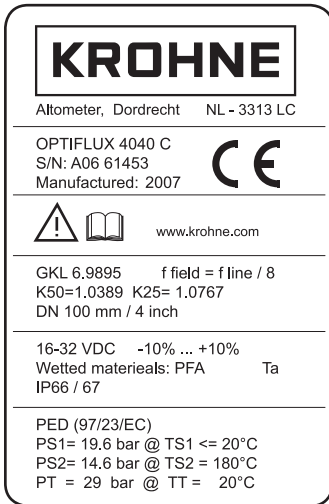 KROHNE
Altometer, Dordrecht NL - 3313 LC
OPTIFLUX 4040 C
S/N: A06 61453
Manufactured: 2007
CE
www.krohne.com
GKL 6.9895 f field = f line / 8
K50=1.0389 K25= 1.0767
DN 100 mm / 4 inch
16-32 VDC -10% ... +10%
Wetted materieals: PFA Ta
IP66 / 67
PED (97/23/EC)
PS1= 19.6 bar @ TS1 <= 20°C
PS2= 14.6 bar @ TS2 = 180°C
PT = 29 bar @ TT = 20°C